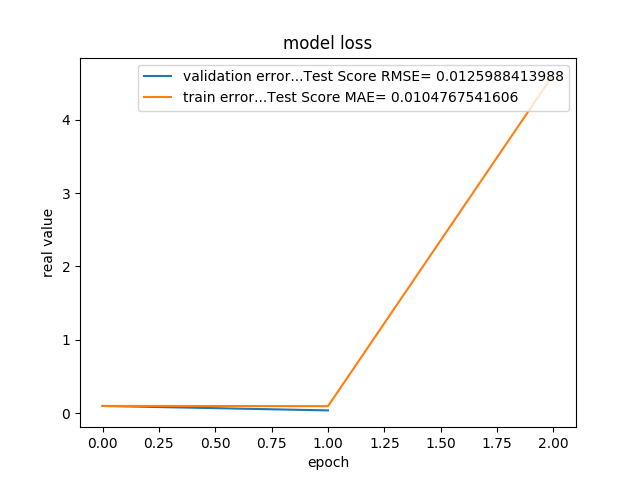 model loss
validation error...Test Score RMSE= 0.0125988413988
train error...Test Score MAE= 0.0104767541606
real value
4
3
2
1
0
0.00 0.25 0.50 0.75 1.00 1.25 1.50 1.75 2.00
epoch